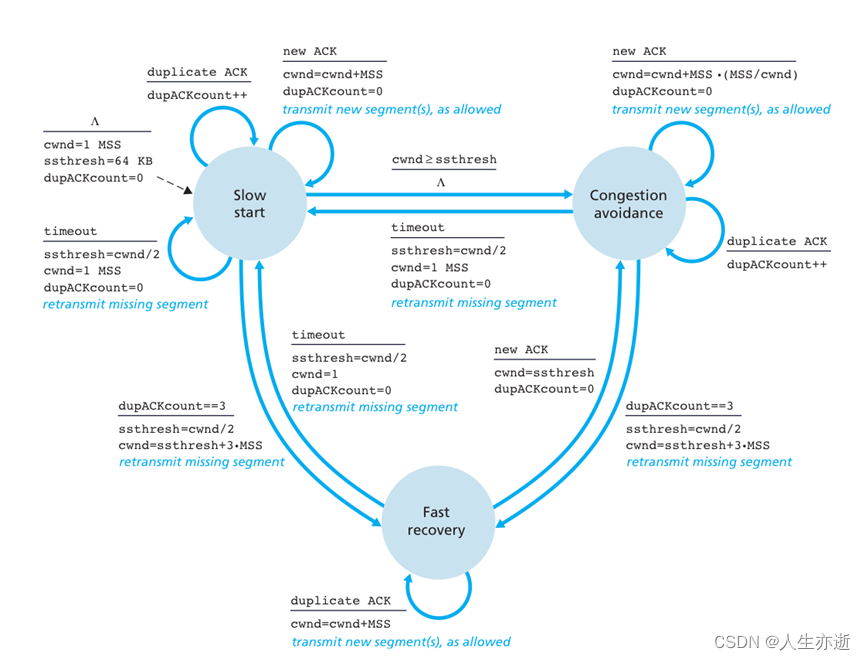 new ACK
cwnd=cwnd+MSS
dupACKcount=0
transmit new segment(s), as allowed
new ACK
cwnd=cwnd+MSS •(MSS/cwnd)
dupACKcount=0
transmit new segment(s), as allowed
duplicate ACK
dupACKcount++
Λ
cwnd=1 MSS
ssthresh=64 KB
dupACKcount=0
Slow
start
cwnd≥ssthresh
Λ
Congestion
avoidance
timeout
ssthresh=cwnd/2
cwnd=1 MSS
dupACKcount=0
retransmit missing segment
timeout
ssthresh=cwnd/2
cwnd=1 MSS
dupACKcount=0
retransmit missing segment
duplicate ACK
dupACKcount++
timeout
ssthresh=cwnd/2
cwnd=1
dupACKcount=0
retransmit missing segment
new ACK
cwnd=ssthresh
dupACKcount=0
dupACKcount==3
ssthresh=cwnd/2
cwnd=ssthresh+3•MSS
retransmit missing segment
dupACKcount==3
ssthresh=cwnd/2
cwnd=ssthresh+3•MSS
retransmit missing segment
Fast
recovery
duplicate ACK
cwnd=cwnd+MSS
transmit new segment(s), as allowed
CSDN @人生亦逝